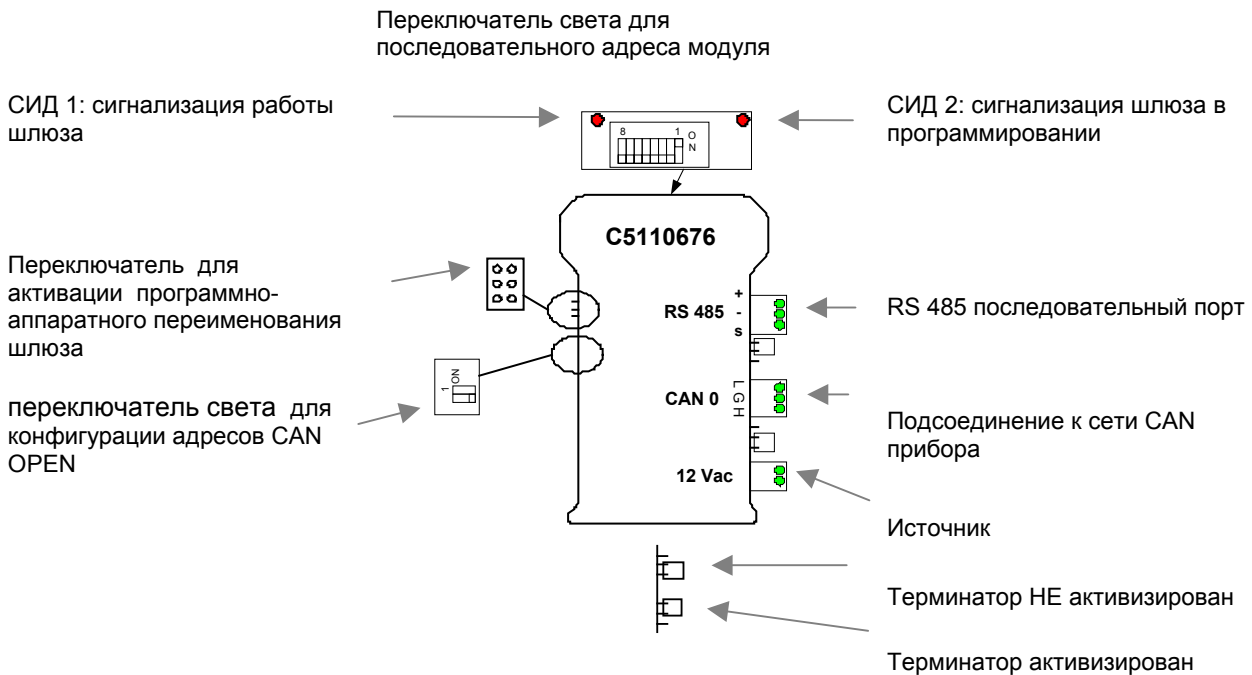 Переключатель света для
последовательного адреса модуля
СИД 1: сигнализация работы
шлюза
СИД 2: сигнализация шлюза в
программировании
8 1 O
N
C5110676
Переключатель для
активации программно-
аппаратного переименования
шлюза
+
RS 485 -
s
RS 485 последовательный порт
1 ON
переключатель света для
конфигурации адресов CAN
OPEN
CAN 0 L G H
Подсоединение к сети CAN
прибора
12 Vac
Источник
Терминатор НЕ активизирован
Терминатор активизирован